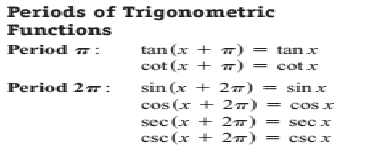 Periods of Trigonometric
Functions
Period π: tan(x + π) = tan x
cot(x + π) = cot x
Period 2π: sin(x + 2π) = sin x
cos(x + 2π) = cos x
sec(x + 2π) = sec x
csc(x + 2π) = csc x